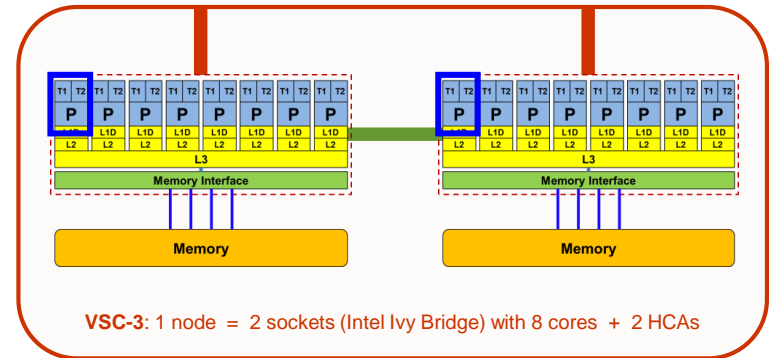 T1 T2 T1 T2 T1 T2 T1 T2 T1 T2 T1 T2 T1 T2 T1 T2 T1 T2 T1 T2 T1 T2 T1 T2 T1 T2 T1 T2 T1 T2 T1 T2
P P P P P P P P P P P P P P P P
L1D L1D L1D L1D L1D L1D L1D L1D L1D L1D L1D L1D L1D L1D L1D L1D
L2 L2 L2 L2 L2 L2 L2 L2 L2 L2 L2 L2 L2 L2 L2 L2
L3 L3
Memory Interface Memory Interface
Memory Memory
VSC-3: 1 node = 2 sockets (Intel Ivy Bridge) with 8 cores + 2 HCAs